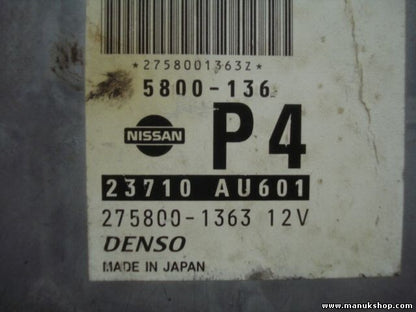 *2758001363Z*
5800-136
NISSAN
P4
23710 AU601
275800-1363 12V
DENSO
MADE IN JAPAN
www.manukshop.com